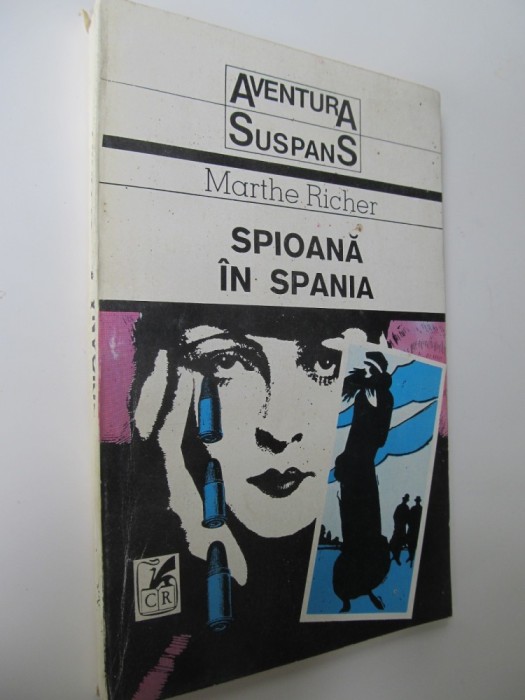 AVENTURA
SUSPANS
Marthe Richer
SPIOANĂ
ÎN SPANIA
CR